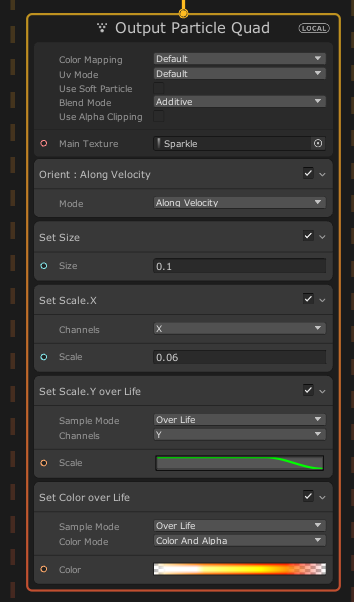 Output Particle Quad LOCAL
Color Mapping Default
Uv Mode Default
Use Soft Particle
Blend Mode Additive
Use Alpha Clipping
Main Texture Sparkle
Orient : Along Velocity
Mode Along Velocity
Set Size
Size 0.1
Set Scale.X
Channels X
Scale 0.06
Set Scale.Y over Life
Sample Mode Over Life
Channels Y
Scale
Set Color over Life
Sample Mode Over Life
Color Mode Color And Alpha
Color